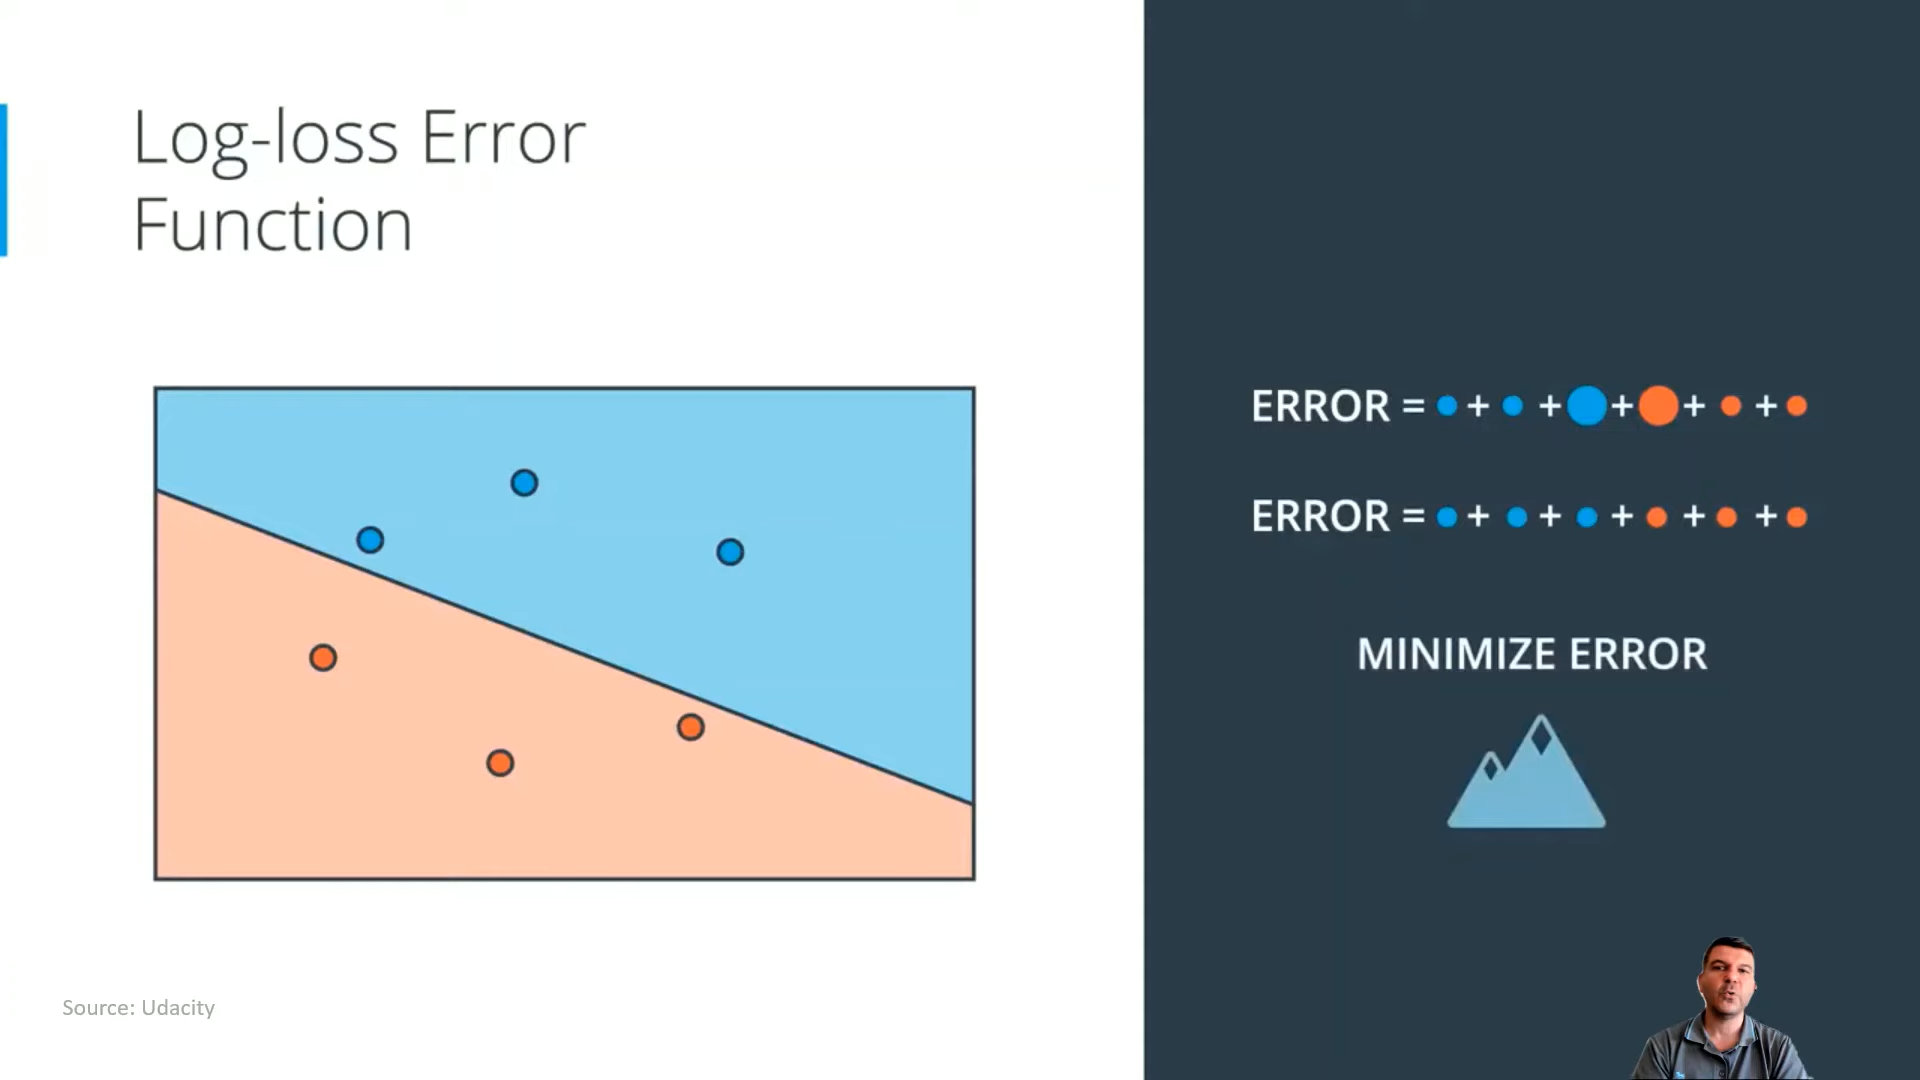 Log-loss Error
Function
ERROR = + + + + +
ERROR = + + + + +
MINIMIZE ERROR
Source: Udacity